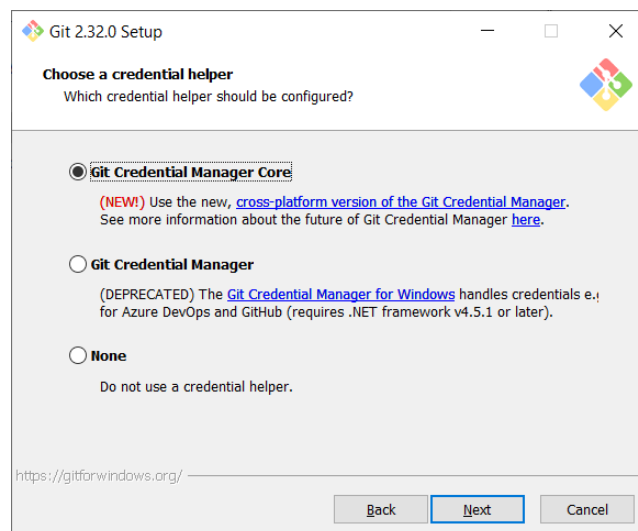 Git 2.32.0 Setup
Choose a credential helper
Which credential helper should be configured?
Git Credential Manager Core
(NEW!) Use the new, cross-platform version of the Git Credential Manager.
See more information about the future of Git Credential Manager here.
Git Credential Manager
(DEPRECATED) The Git Credential Manager for Windows handles credentials e.g
for Azure DevOps and GitHub (requires .NET framework v4.5.1 or later).
None
Do not use a credential helper.
https://gitforwindows.org/
Back Next Cancel